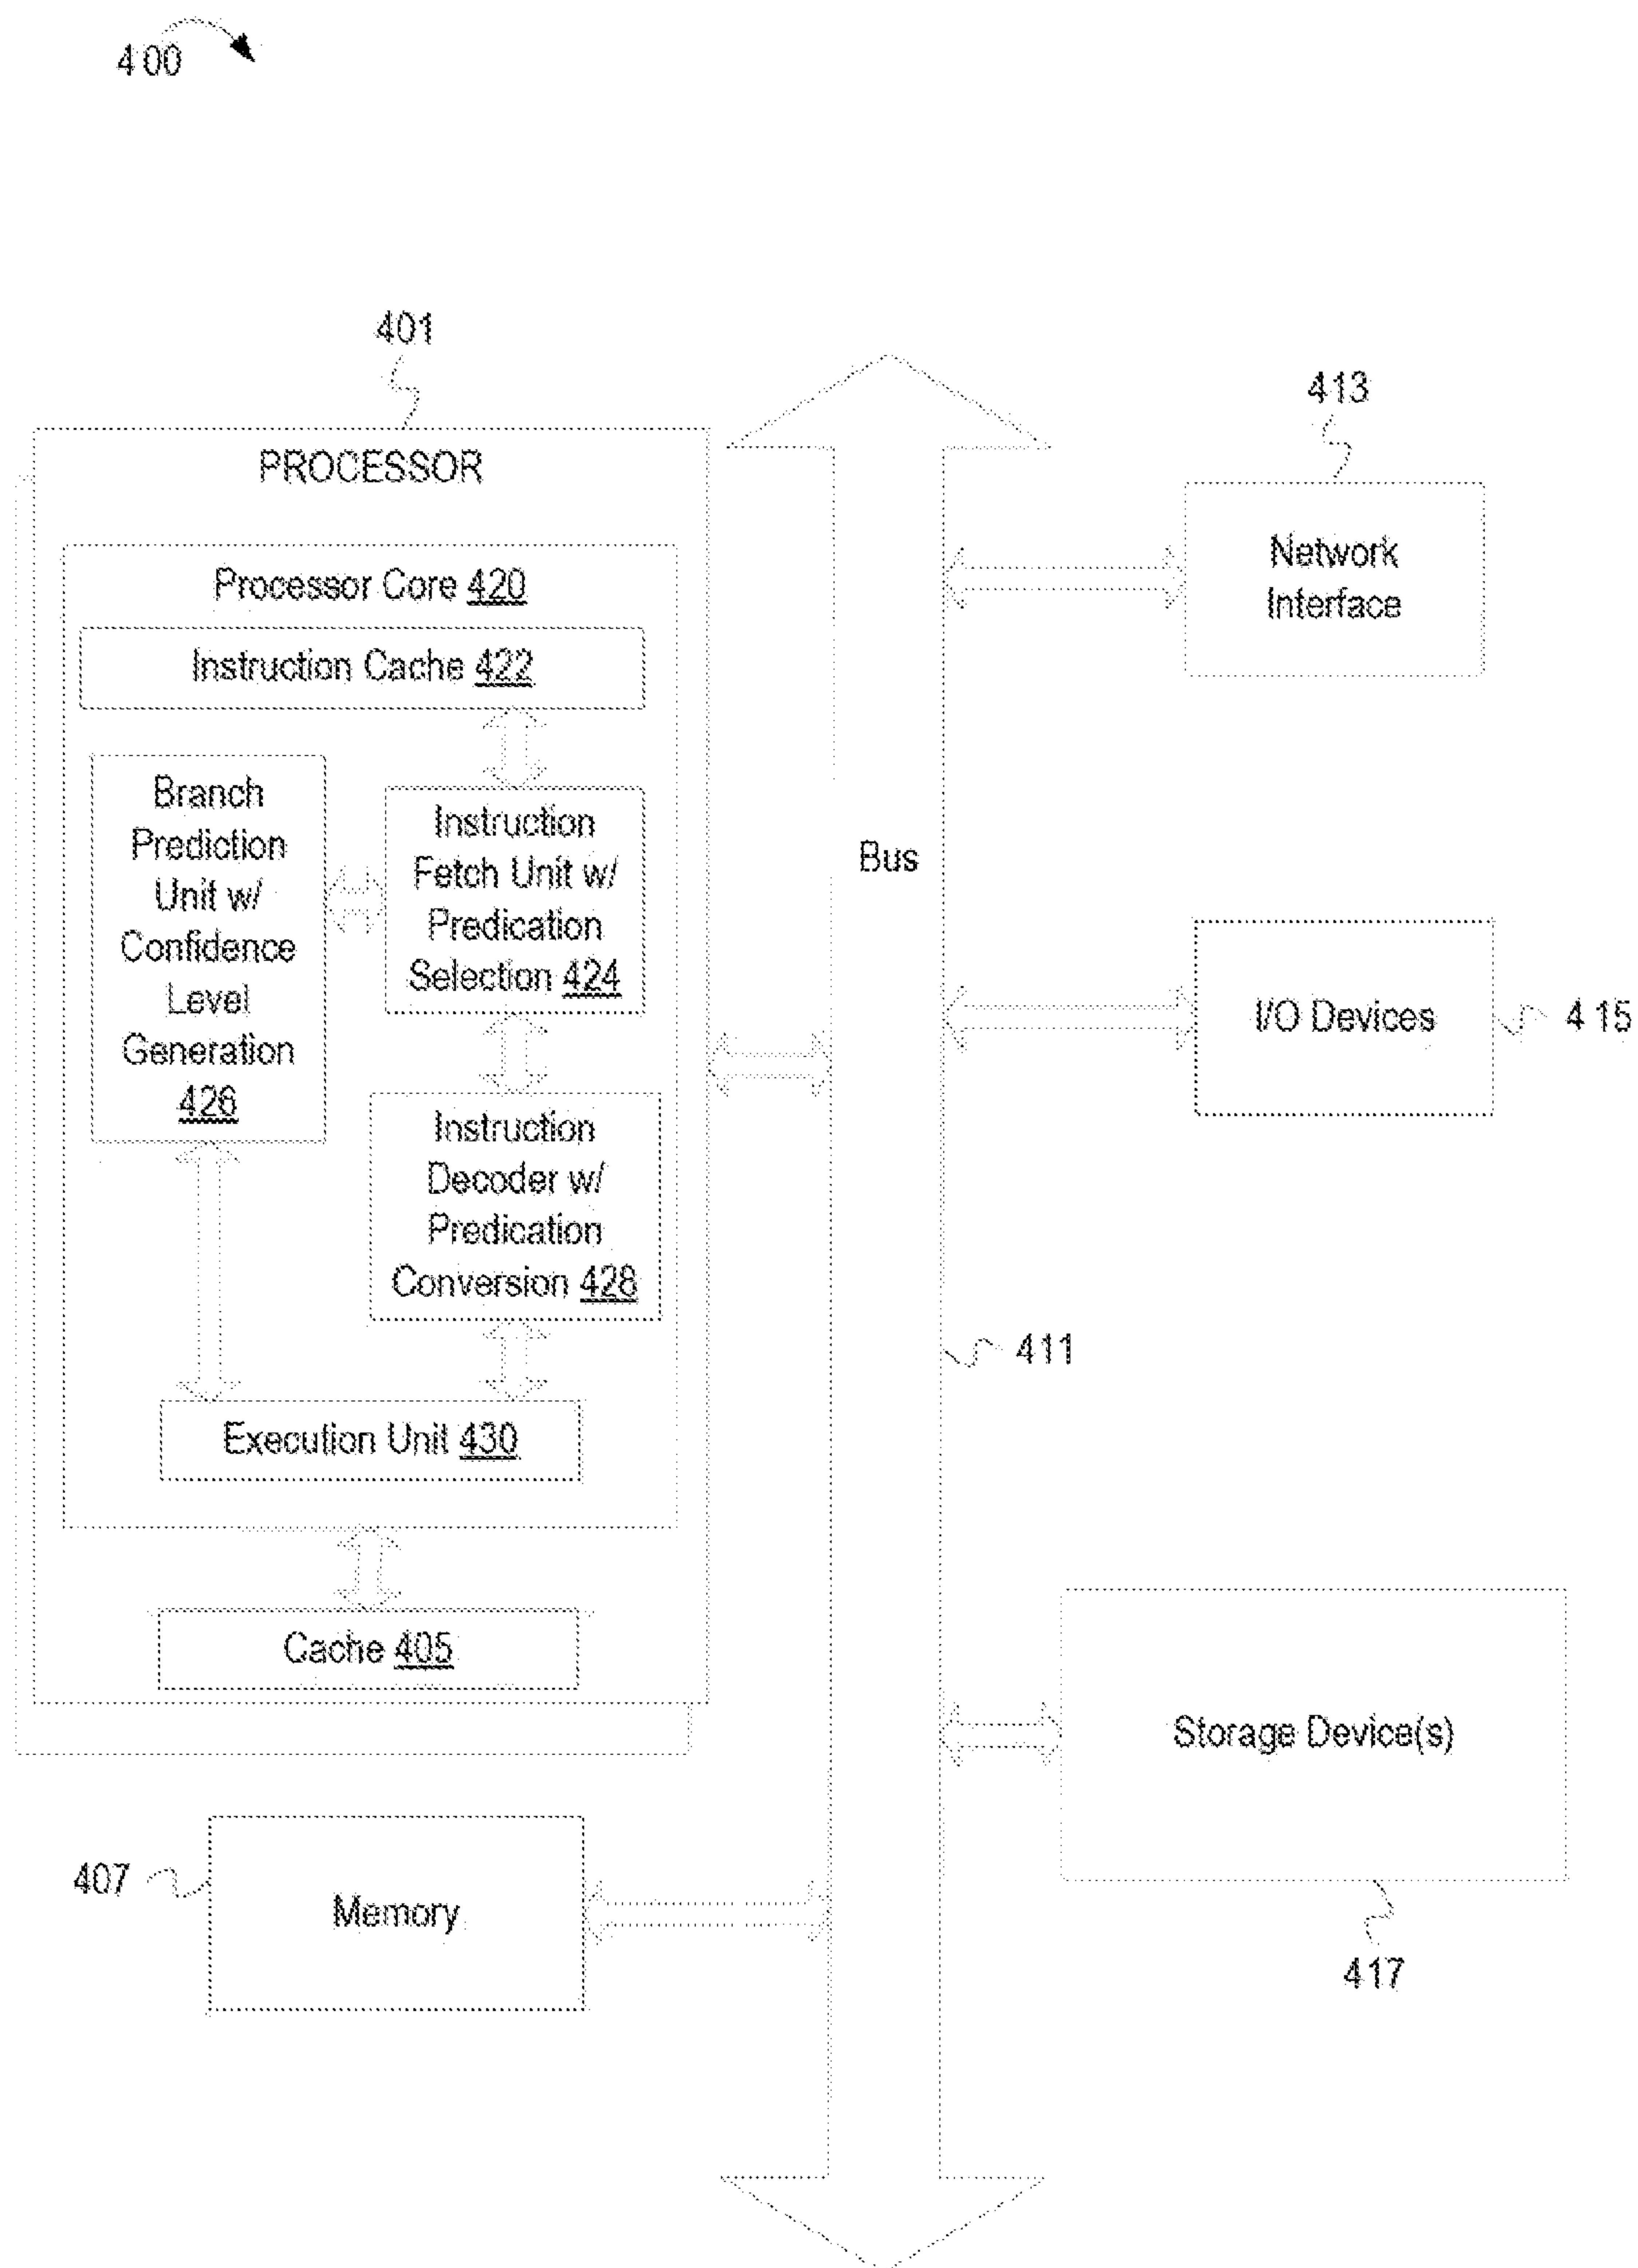 400
401
PROCESSOR
Processor Core 420
Instruction Cache 422
Branch
Prediction
Unit w/
Confidence
Level
Generation
426
Instruction
Fetch Unit w/
Predication
Selection 424
Instruction
Decoder w/
Predication
Conversion 428
Execution Unit 430
Cache 405
407
Memory
Bus
411
413
Network
Interface
I/O Devices
415
Storage Device(s)
417